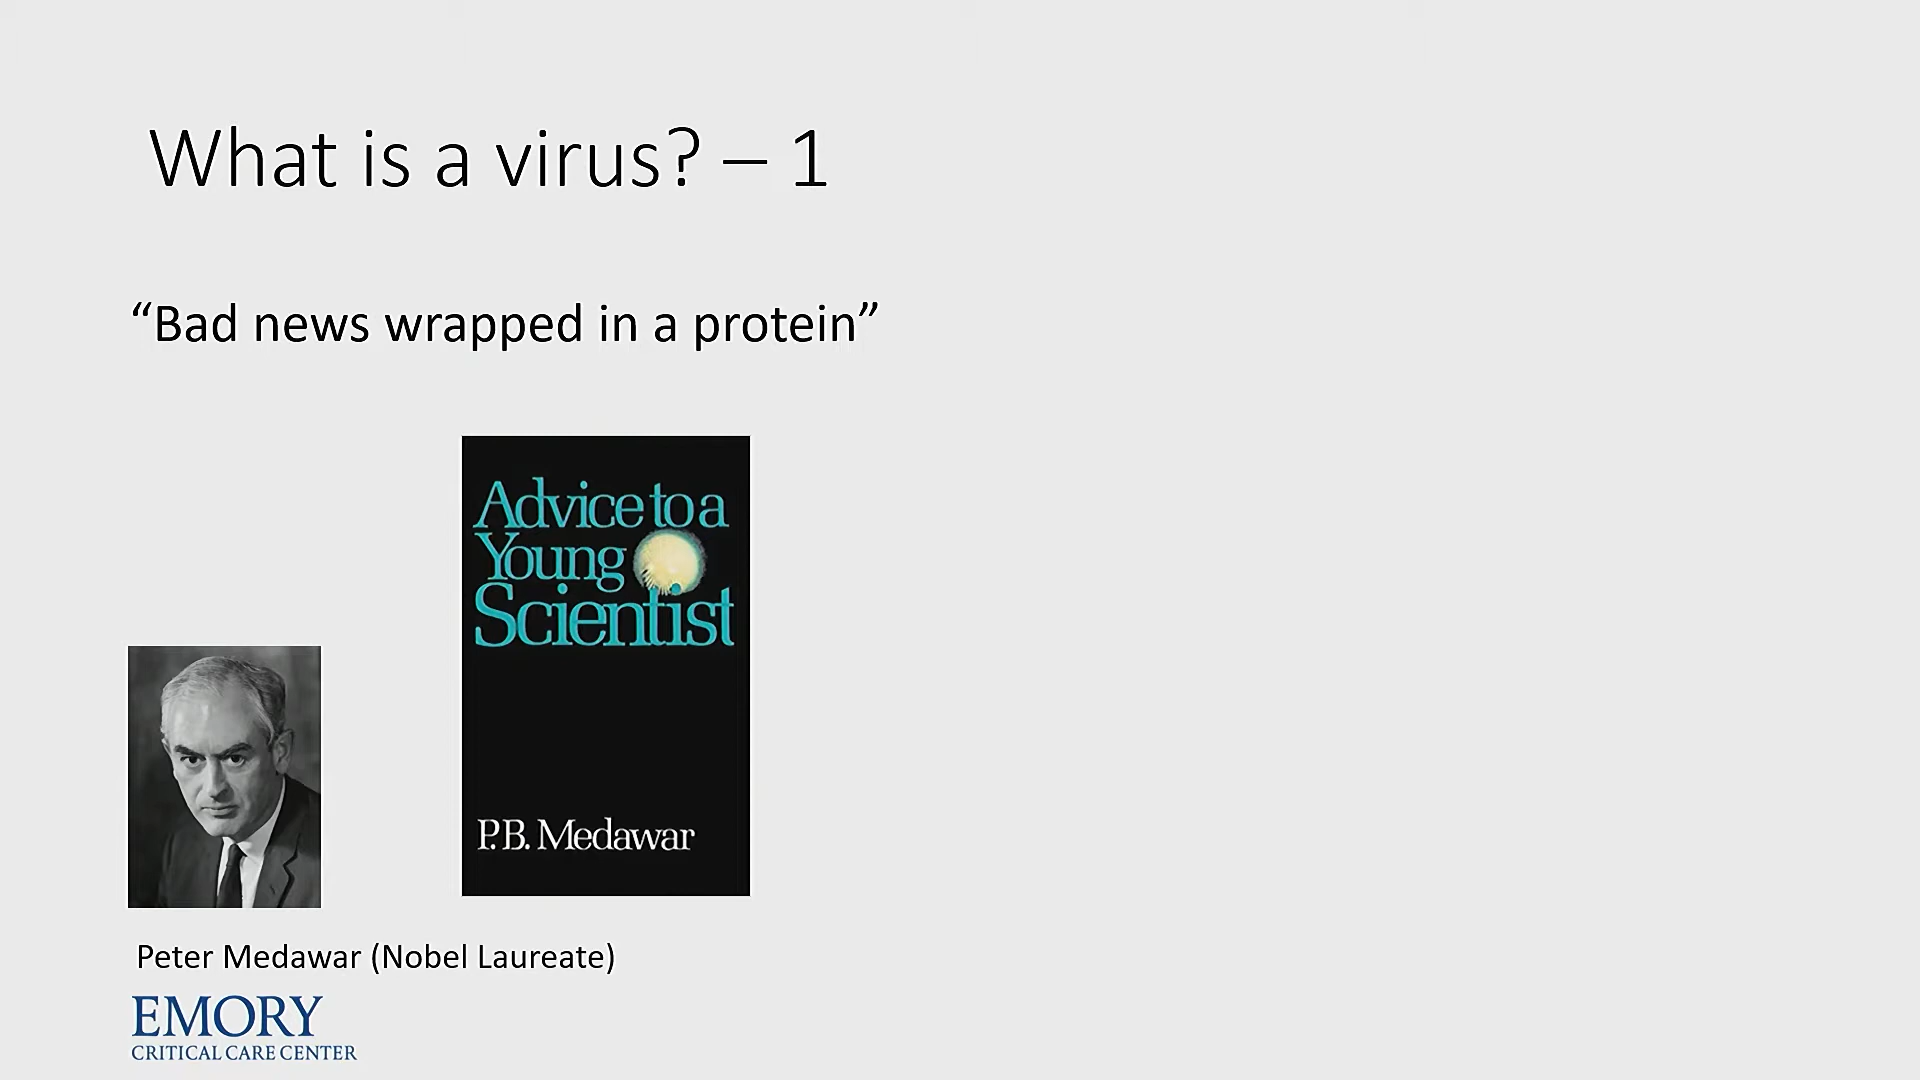 What is a virus? – 1
“Bad news wrapped in a protein”
Advice to a
Young
Scientist
P.B. Medawar
Peter Medawar (Nobel Laureate)
EMORY
CRITICAL CARE CENTER